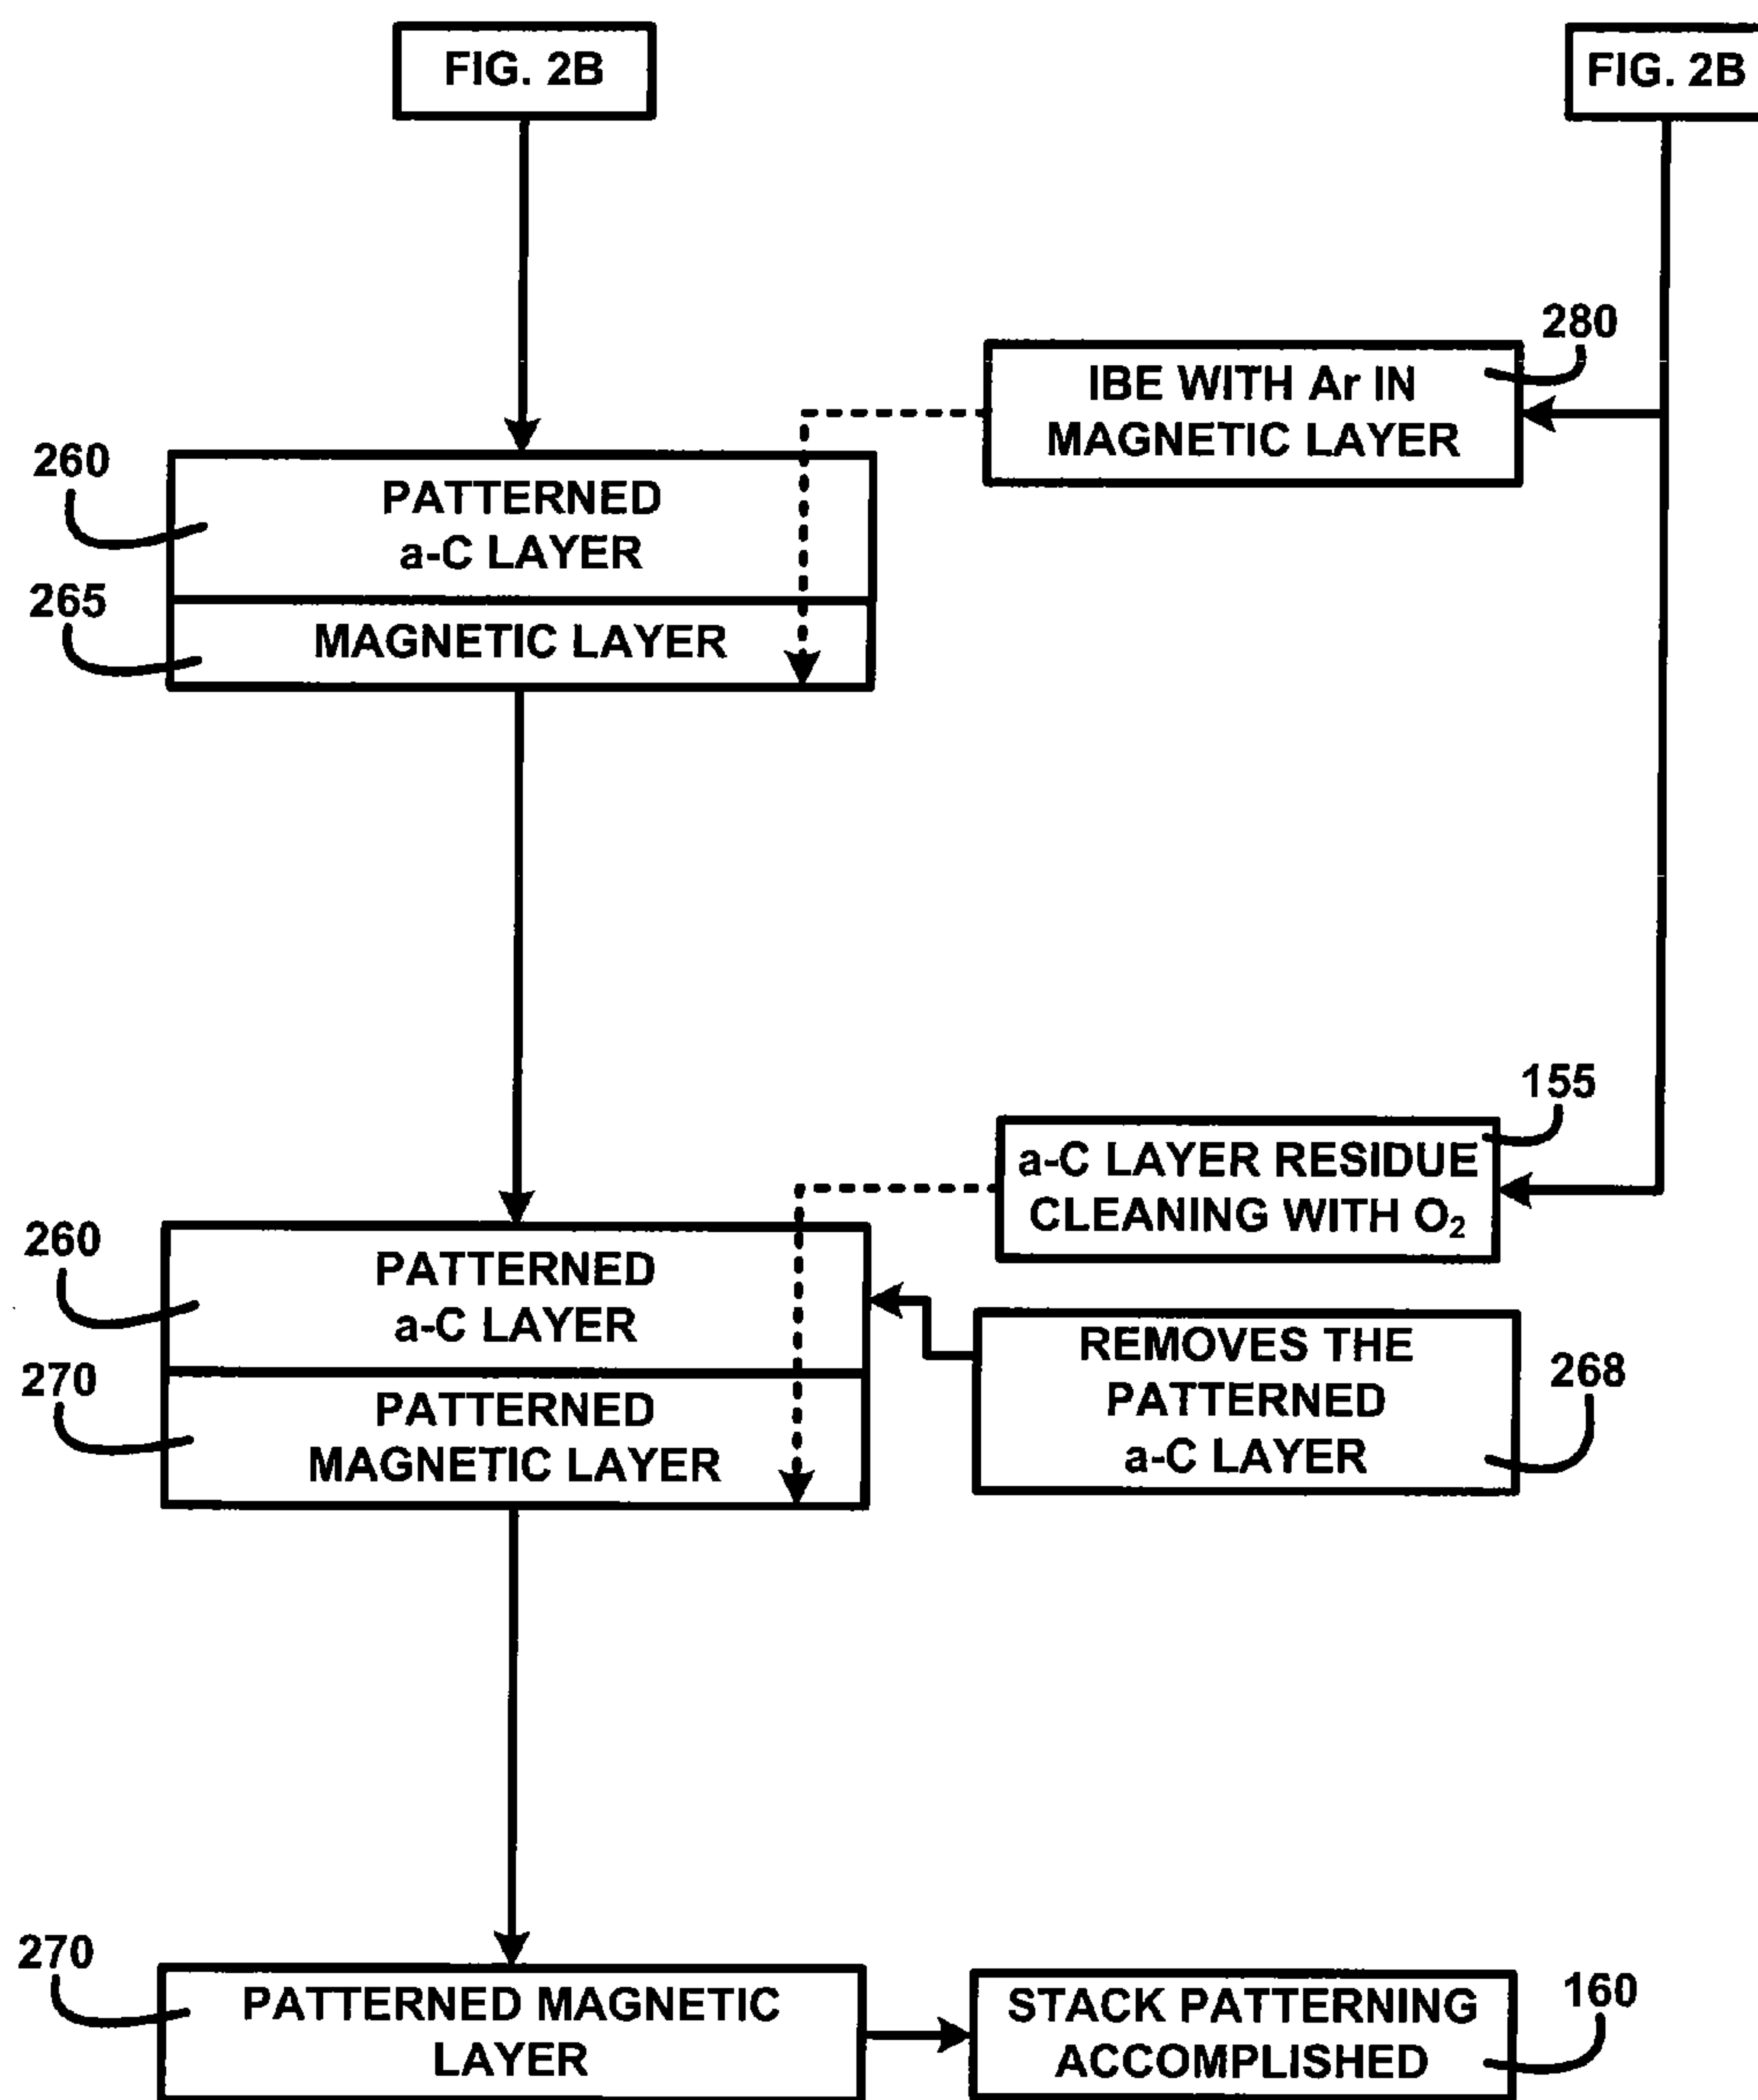 FIG. 2B
FIG. 2B
280
IBE WITH Ar IN
MAGNETIC LAYER
260
PATTERNED
a-C LAYER
265
MAGNETIC LAYER
155
a-C LAYER RESIDUE
CLEANING WITH O₂
260
PATTERNED
a-C LAYER
270
PATTERNED
MAGNETIC LAYER
REMOVES THE
PATTERNED
a-C LAYER
268
270
PATTERNED MAGNETIC
LAYER
STACK PATTERNING
ACCOMPLISHED
160